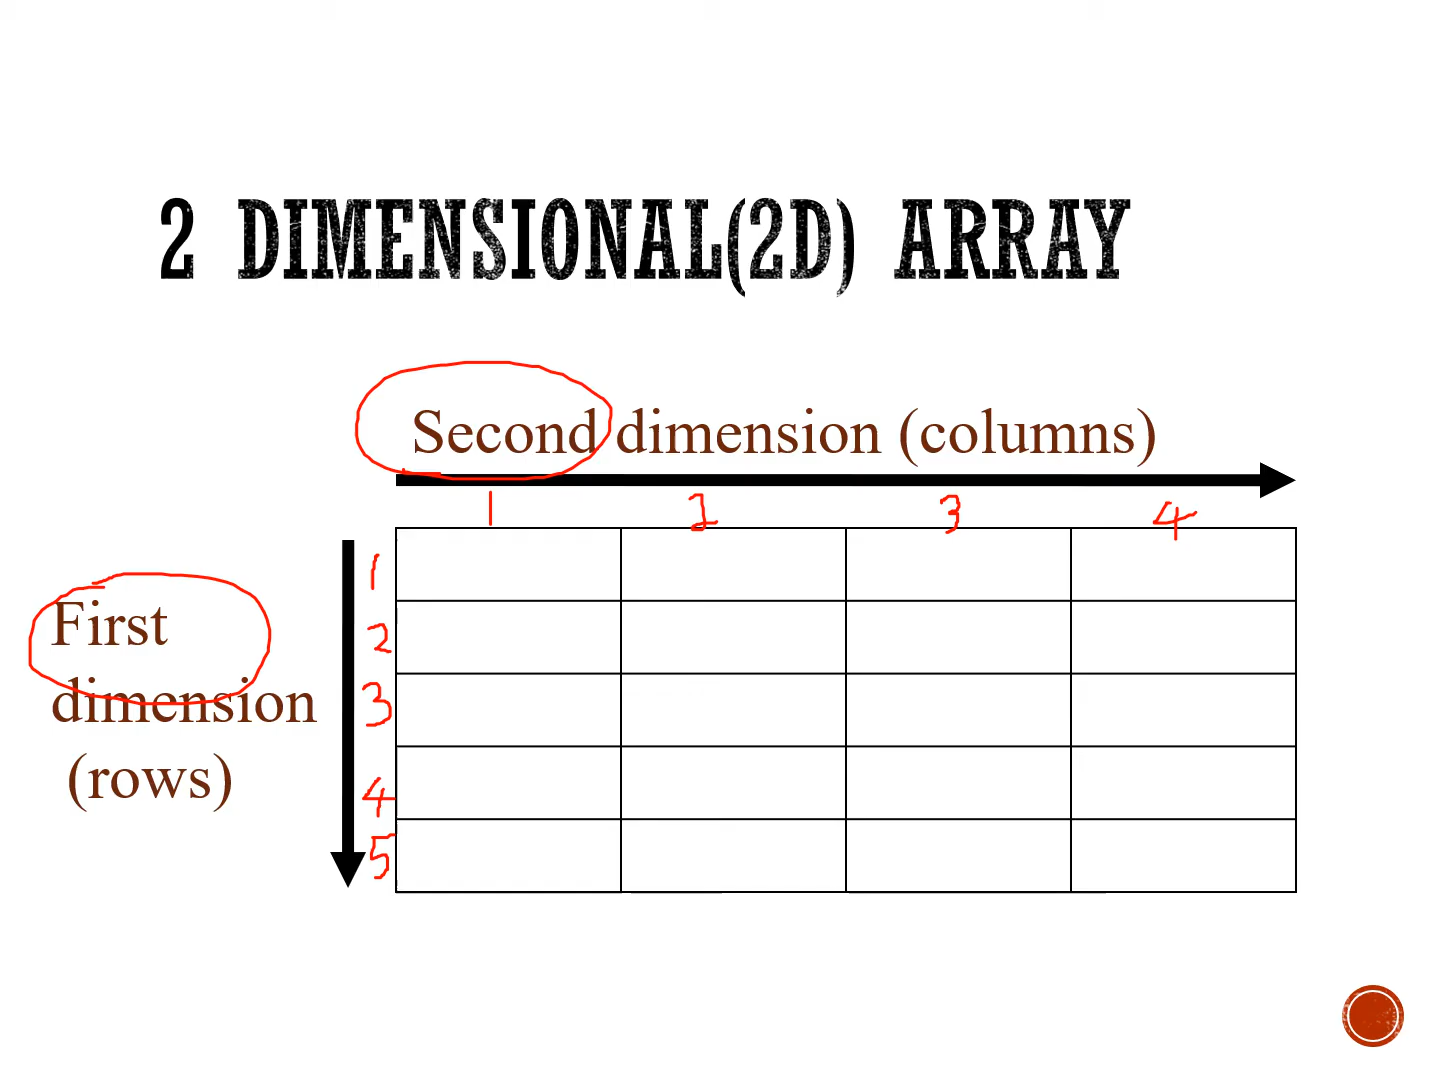 2 DIMENSIONAL(2D) ARRAY
Second dimension (columns)
1 2 3 4
First
dimension
(rows)
1
2
3
4
5